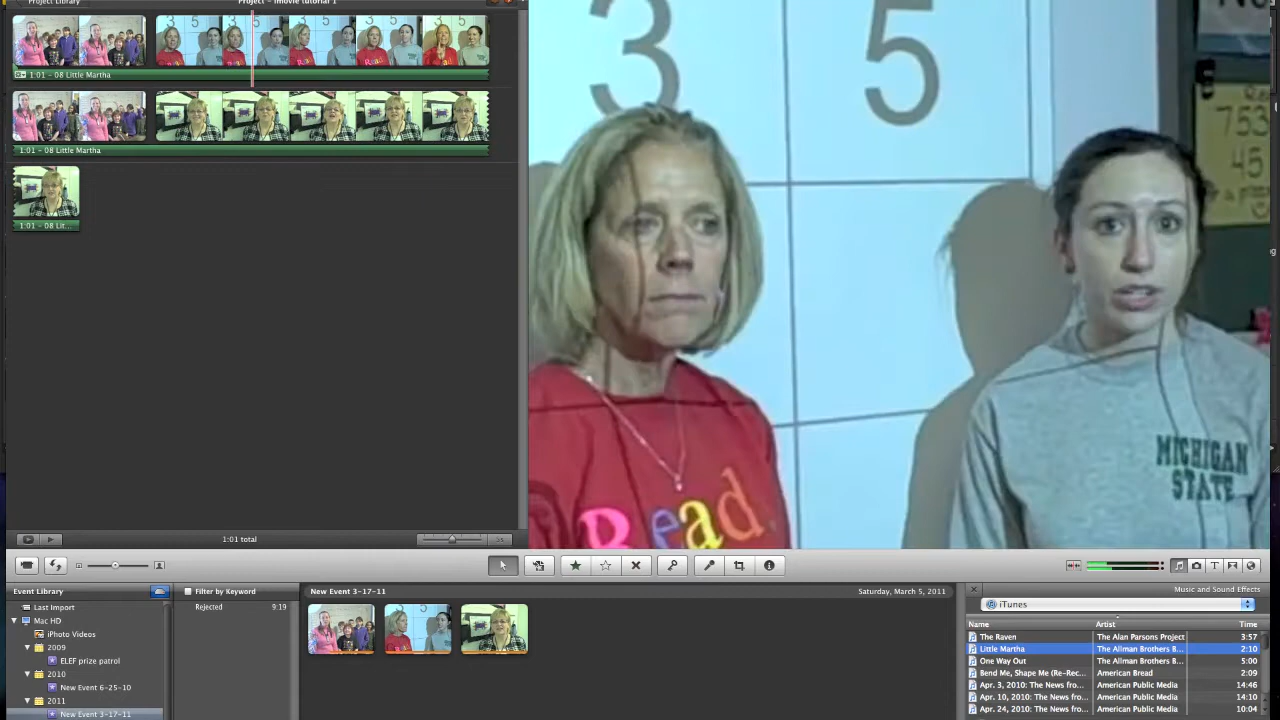 Project Library
Project - imovie tutorial 1
1:01 - 08 Little Martha
1:01 - 08 Little Martha
1:01 - 08 Lit...
1:01 total
3s
3 5
753
45
Read.
MICHIGAN
STATE
Event Library
Last Import
Mac HD
iPhoto Videos
2009
ELEF prize patrol
2010
New Event 6-25-10
2011
New Event 3-17-11
Filter by Keyword
Rejected 9:19
New Event 3-17-11
Saturday, March 5, 2011
Music and Sound Effects
iTunes
Name Artist Time
The Raven The Alan Parsons Project 3:57
Little Martha The Allman Brothers B... 2:10
One Way Out The Allman Brothers B... 5:00
Bend Me, Shape Me (Re-Rec... American Bread 2:09
Apr. 3, 2010: The News fro... American Public Media 14:46
Apr. 10, 2010: The News fro... American Public Media 14:10
Apr. 24, 2010: The News fro... American Public Media 10:04